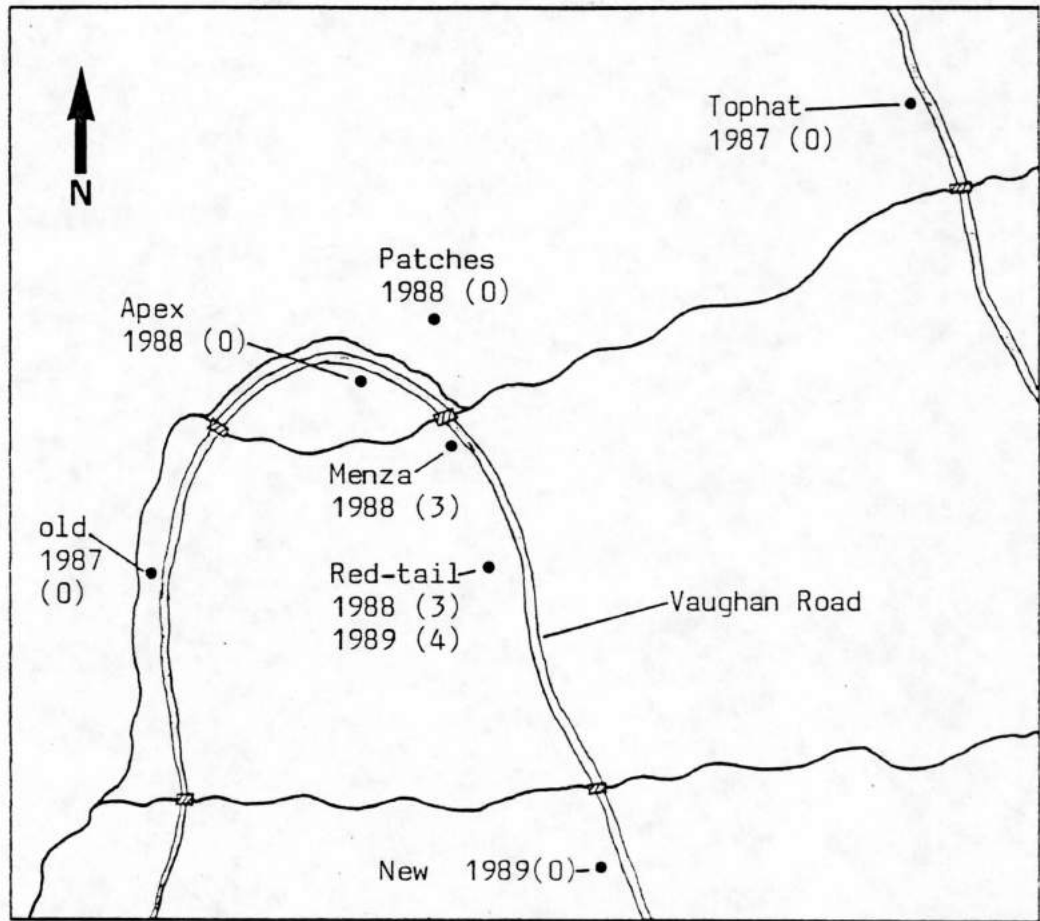 Tophat
1987 (0)
N
Patches
1988 (0)
Apex
1988 (0)
Menza
1988 (3)
old
1987
(0)
Red-tail
1988 (3)
1989 (4)
Vaughan Road
New 1989(0)